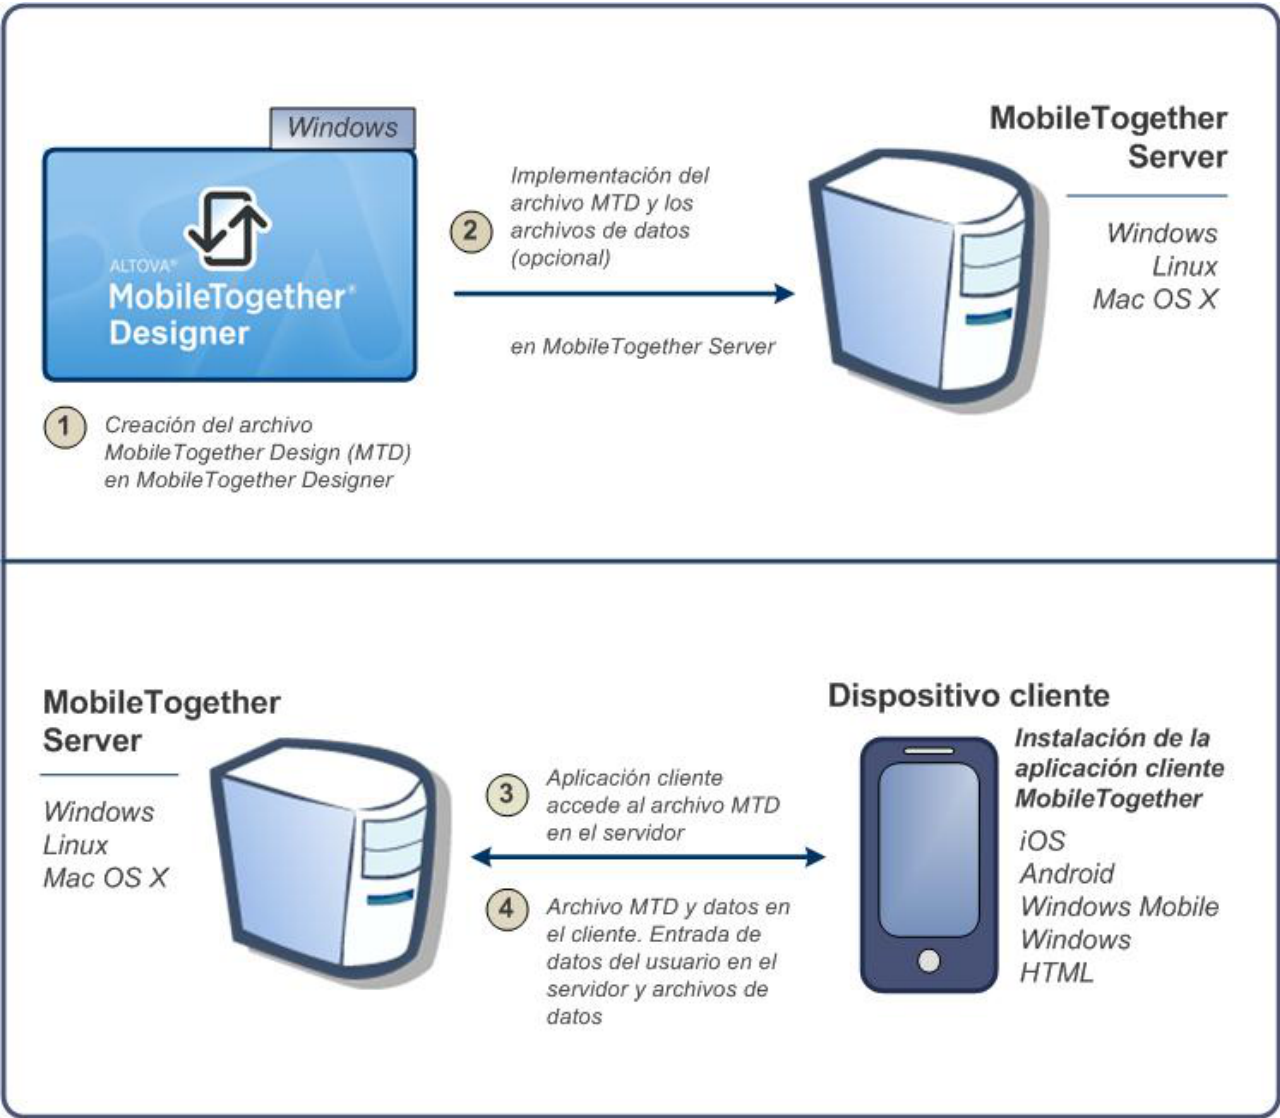 Windows
ALTOVA®
MobileTogether®
Designer
1
Creación del archivo
MobileTogether Design (MTD)
en MobileTogether Designer
2
Implementación del
archivo MTD y los
archivos de datos
(opcional)
en MobileTogether Server
MobileTogether
Server
Windows
Linux
Mac OS X
MobileTogether
Server
Windows
Linux
Mac OS X
3
Aplicación cliente
accede al archivo MTD
en el servidor
4
Archivo MTD y datos en
el cliente. Entrada de
datos del usuario en el
servidor y archivos de
datos
Dispositivo cliente
Instalación de la
aplicación cliente
MobileTogether
iOS
Android
Windows Mobile
Windows
HTML